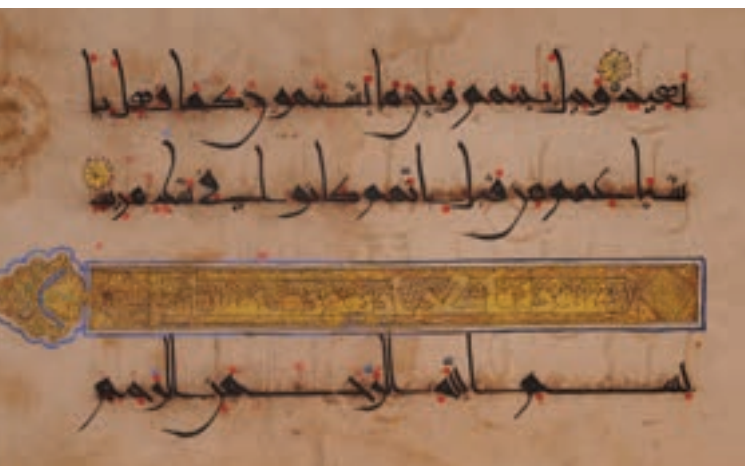 بعيد وحيل بينهم وبين ما يشتهون كما فعل با
شياعهم من قبل انهم كانوا في شك مريب
بسم الله الرحمن الرحيم